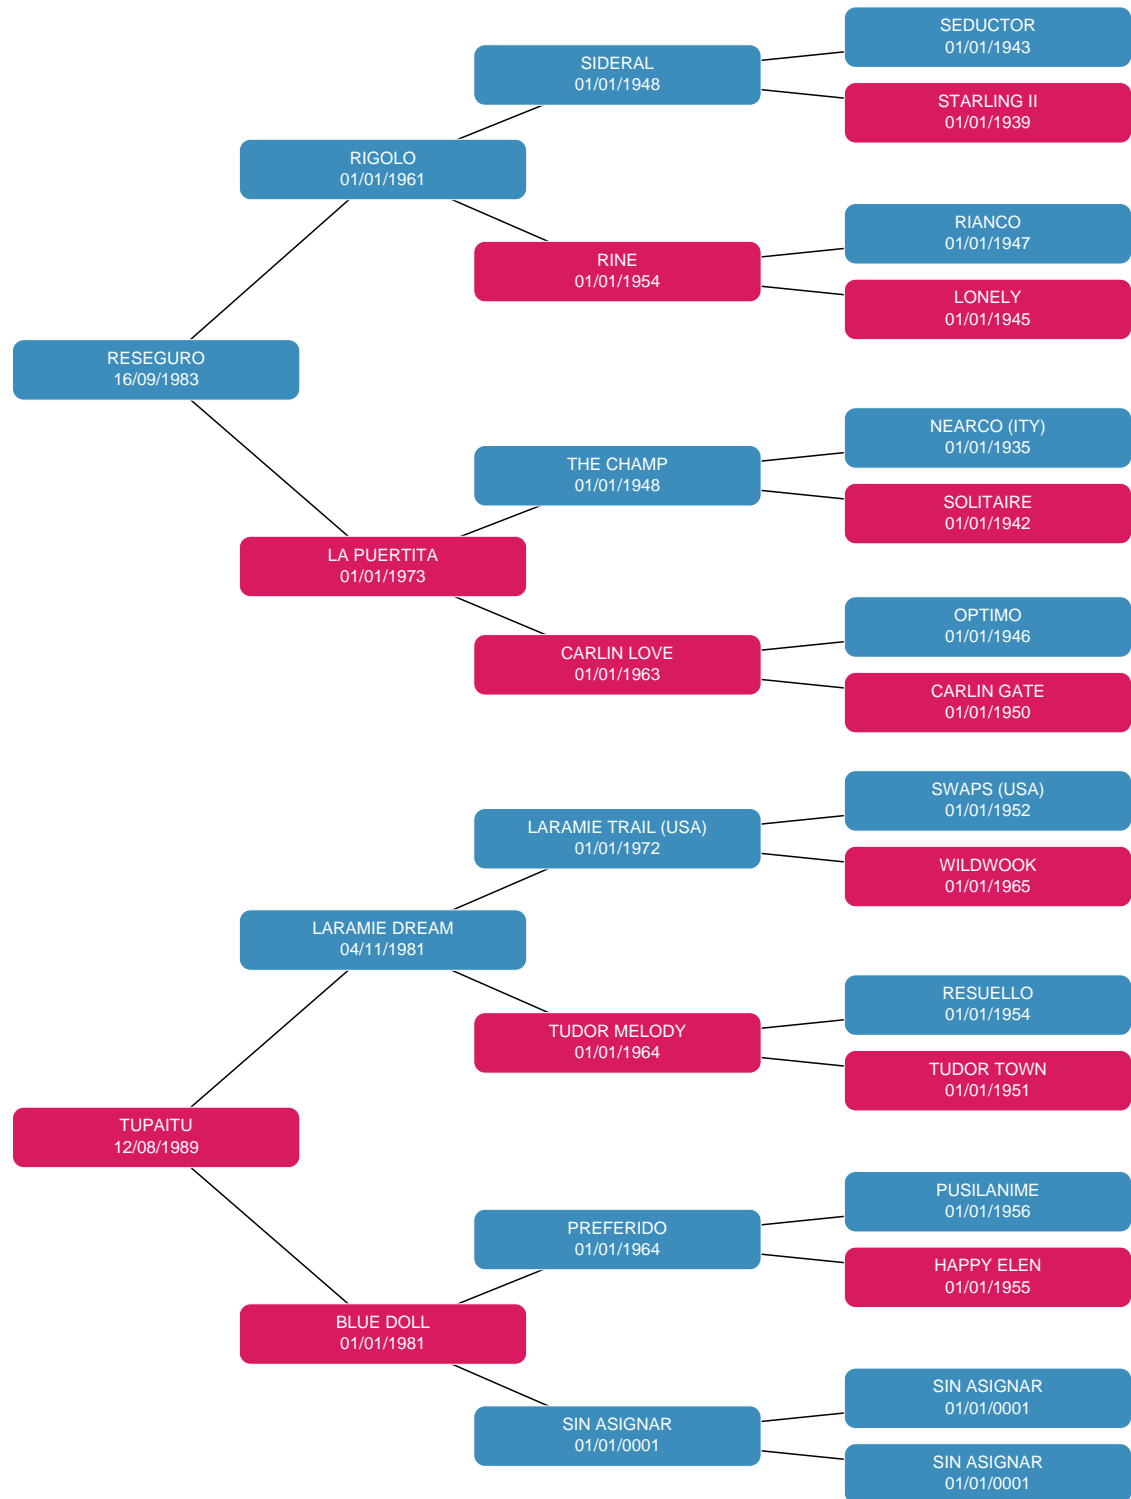 SEDUCTOR
01/01/1943
SIDERAL
01/01/1948
STARLING II
01/01/1939
RIGOLO
01/01/1961
RIANCO
01/01/1947
RINE
01/01/1954
LONELY
01/01/1945
RESEGURO
16/09/1983
NEARCO (ITY)
01/01/1935
THE CHAMP
01/01/1948
SOLITAIRE
01/01/1942
LA PUERTITA
01/01/1973
OPTIMO
01/01/1946
CARLIN LOVE
01/01/1963
CARLIN GATE
01/01/1950
SWAPS (USA)
01/01/1952
LARAMIE TRAIL (USA)
01/01/1972
WILDWOOK
01/01/1965
LARAMIE DREAM
04/11/1981
RESUELLO
01/01/1954
TUDOR MELODY
01/01/1964
TUDOR TOWN
01/01/1951
TUPAITU
12/08/1989
PUSILANIME
01/01/1956
PREFERIDO
01/01/1964
HAPPY ELEN
01/01/1955
BLUE DOLL
01/01/1981
SIN ASIGNAR
01/01/0001
SIN ASIGNAR
01/01/0001
SIN ASIGNAR
01/01/0001